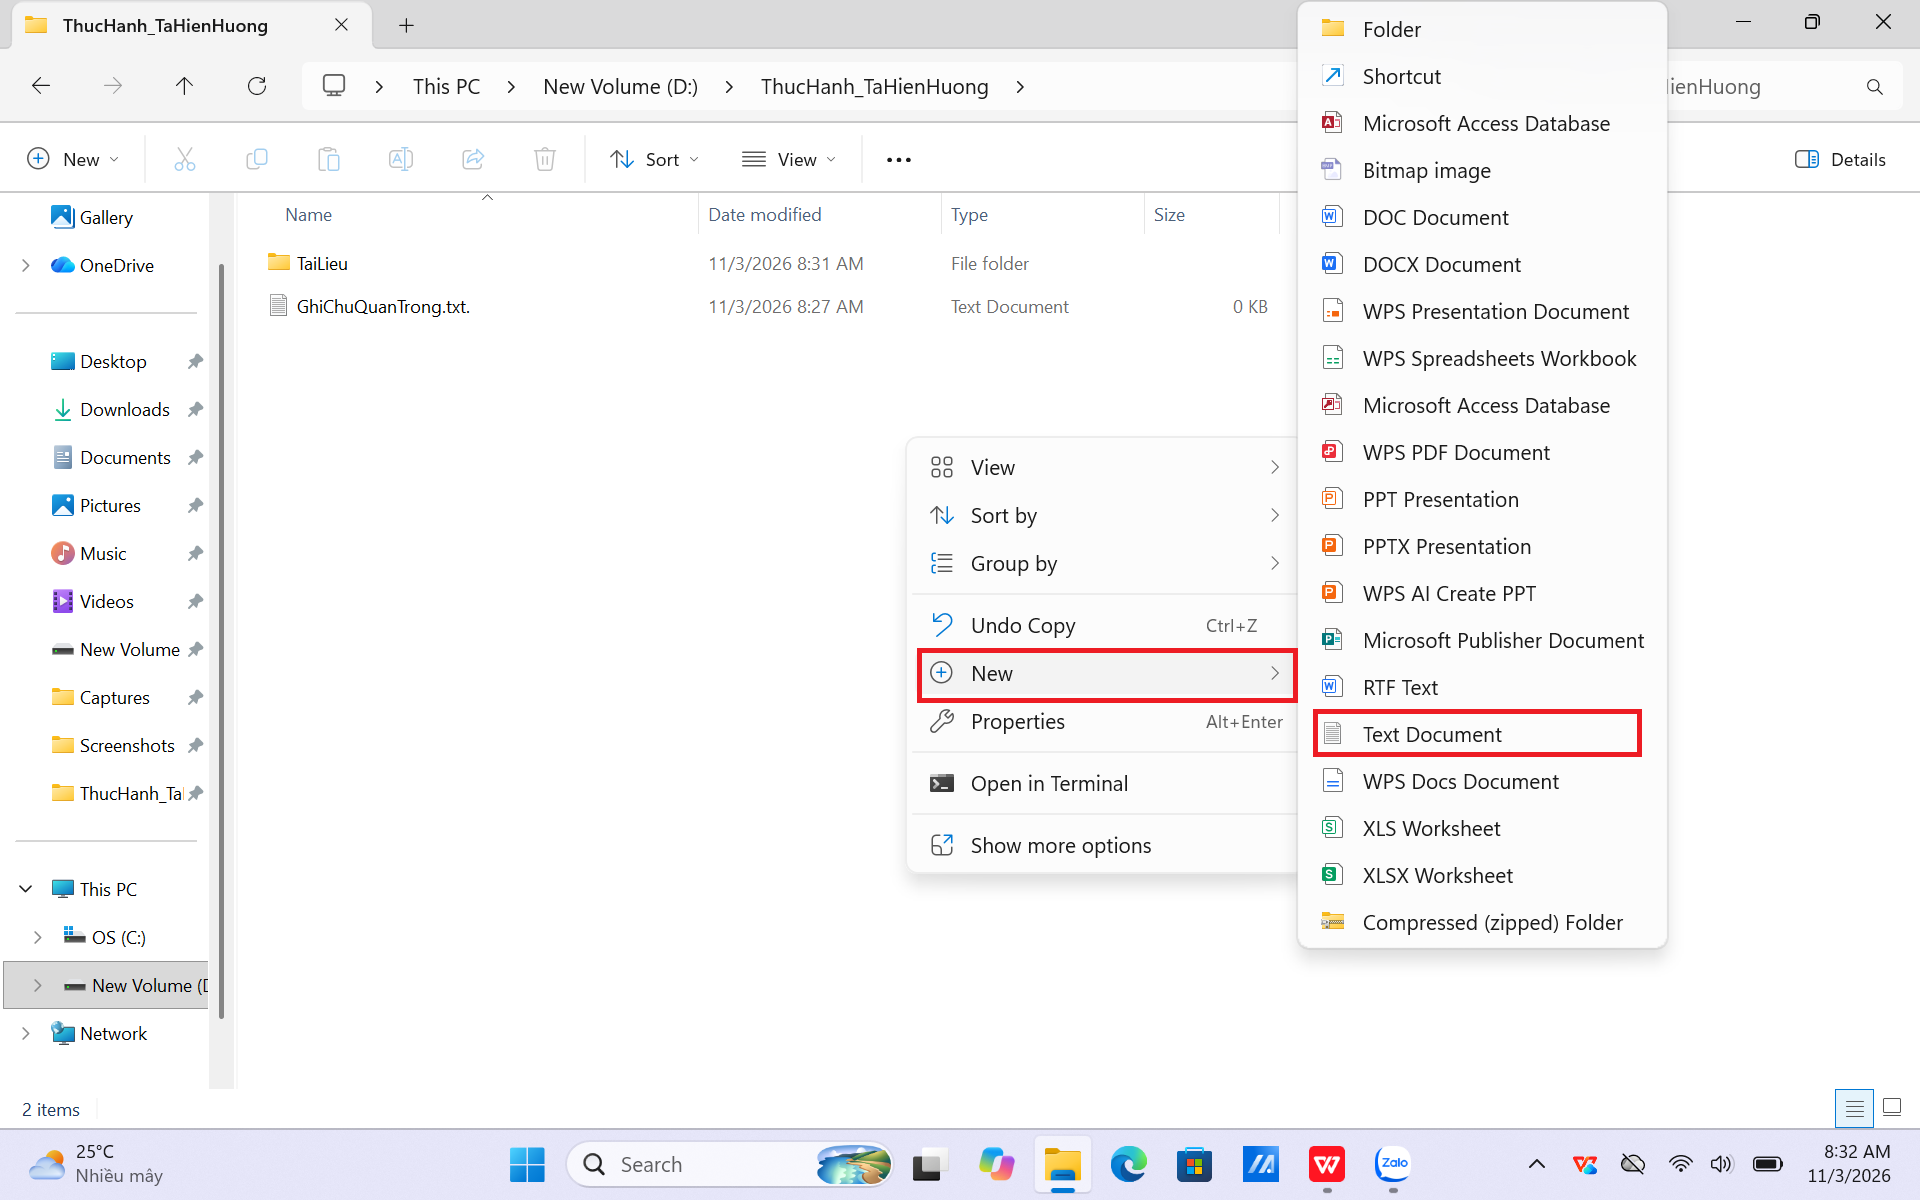 ThucHanh_TaHienHuong
This PC
New Volume (D:)
ThucHanh_TaHienHuong
HienHuong
New
Sort
View
Details
Name
Date modified
Type
Size
TaiLieu
11/3/2026 8:31 AM
File folder
GhiChuQuanTrong.txt.
11/3/2026 8:27 AM
Text Document
0 KB
Gallery
OneDrive
Desktop
Downloads
Documents
Pictures
Music
Videos
New Volume
Captures
Screenshots
ThucHanh_Ta
This PC
OS (C:)
New Volume (D
Network
View
Sort by
Group by
Undo Copy
Ctrl+Z
New
Properties
Alt+Enter
Open in Terminal
Show more options
Folder
Shortcut
Microsoft Access Database
Bitmap image
DOC Document
DOCX Document
WPS Presentation Document
WPS Spreadsheets Workbook
Microsoft Access Database
WPS PDF Document
PPT Presentation
PPTX Presentation
WPS AI Create PPT
Microsoft Publisher Document
RTF Text
Text Document
WPS Docs Document
XLS Worksheet
XLSX Worksheet
Compressed (zipped) Folder
2 items
25°C
Nhiều mây
Search
Zalo
8:32 AM
11/3/2026